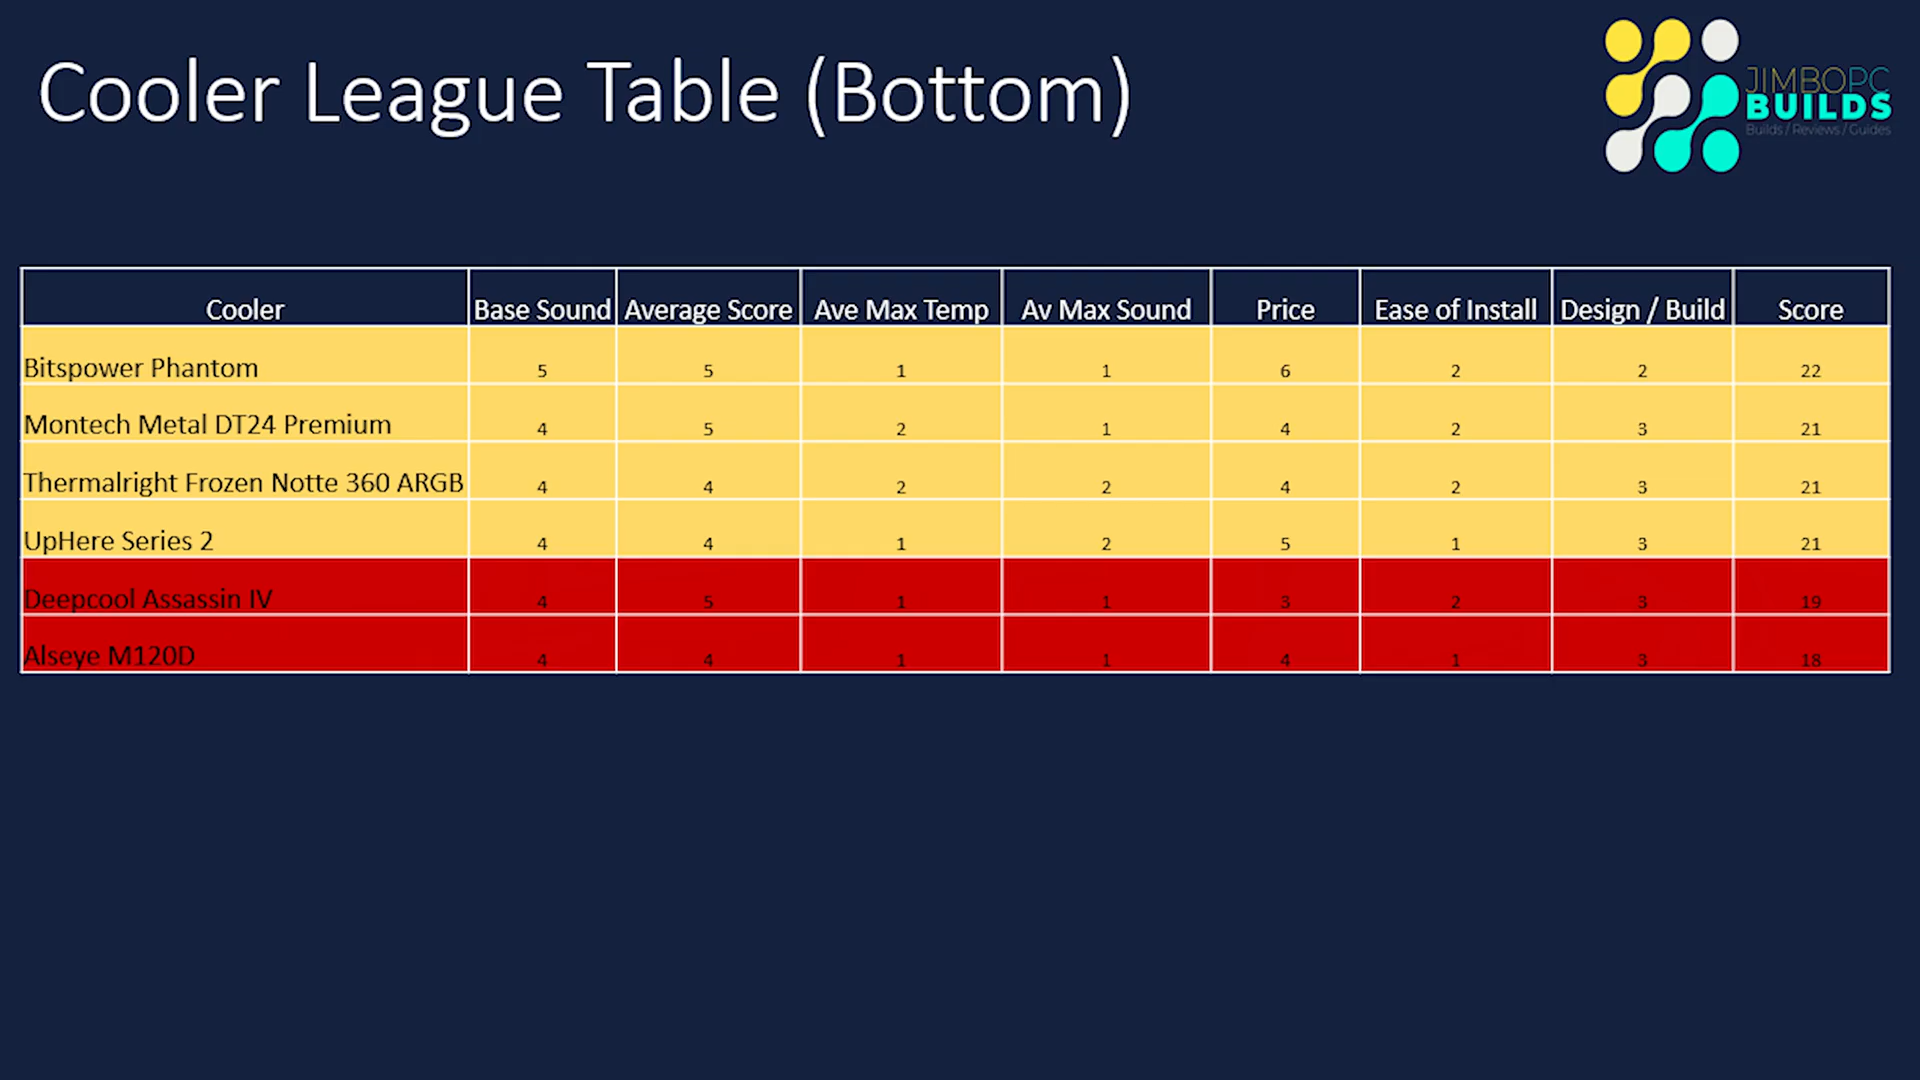 Cooler League Table (Bottom)
JIMBOPC
BUILDS
Builds / Reviews / Guides
Cooler Base Sound Average Score Ave Max Temp Av Max Sound Price Ease of Install Design / Build Score
Bitspower Phantom 5 5 1 1 6 2 2 22
Montech Metal DT24 Premium 4 5 2 1 4 2 3 21
Thermalright Frozen Notte 360 ARGB 4 4 2 2 4 2 3 21
UpHere Series 2 4 4 1 2 5 1 3 21
Deepcool Assassin IV 4 5 1 1 3 2 3 19
Alseye M120D 4 4 1 1 4 1 3 18